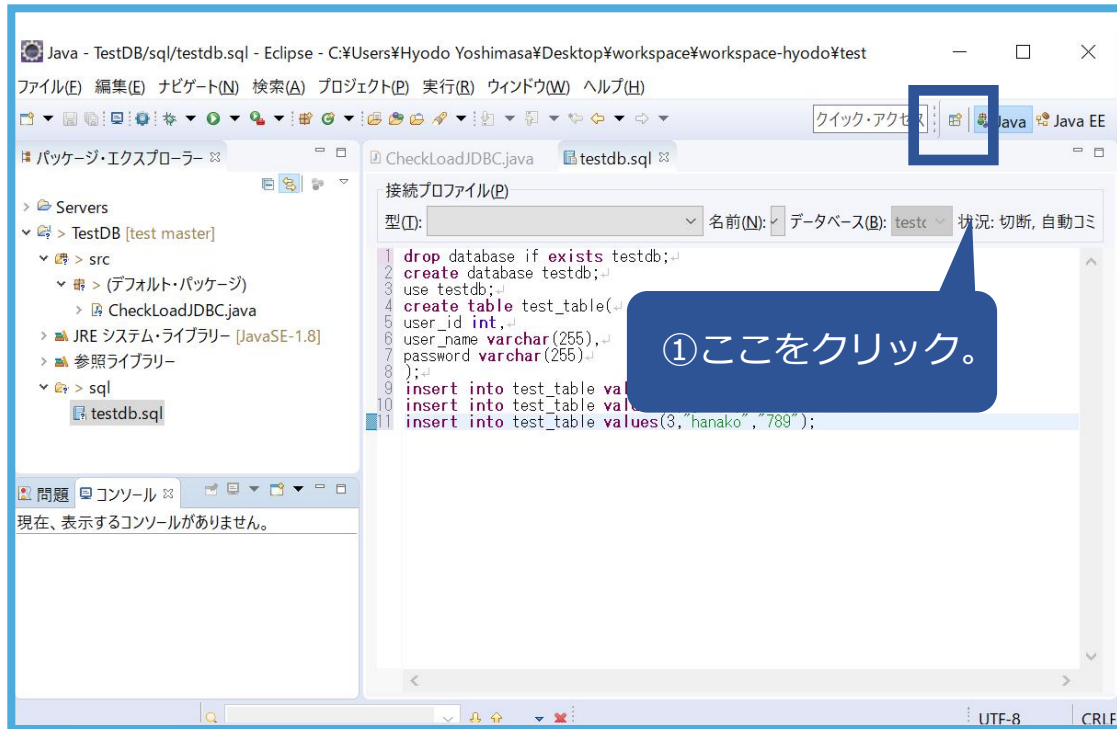 Java - TestDB/sql/testdb.sql - Eclipse - C:¥Users¥Hyodo Yoshimasa¥Desktop¥workspace¥workspace-hyodo¥test
ファイル(F) 編集(E) ナビゲート(N) 検索(A) プロジェクト(P) 実行(R) ウィンドウ(W) ヘルプ(H)
クイック・アクセス Java Java EE
パッケージ・エクスプローラー
CheckLoadJDBC.java testdb.sql
接続プロファイル(P)
型(T): 名前(N): データベース(B): 状況: 切断, 自動コミ
Servers
> TestDB [test master]
> src
> (デフォルト・パッケージ)
CheckLoadJDBC.java
JRE システム・ライブラリー [JavaSE-1.8]
参照ライブラリー
> sql
testdb.sql
1 drop database if exists testdb;
2 create database testdb;
3 use testdb;
4 create table test_table(
5 user_id int,
6 user_name varchar(255),
7 password varchar(255)
8 );
9 insert into test_table
10 insert into test_table
11 insert into test_table values(3,"hanako","789");
①ここをクリック。
問題 コンソール
現在、表示するコンソールがありません。
UTF-8 CRLF